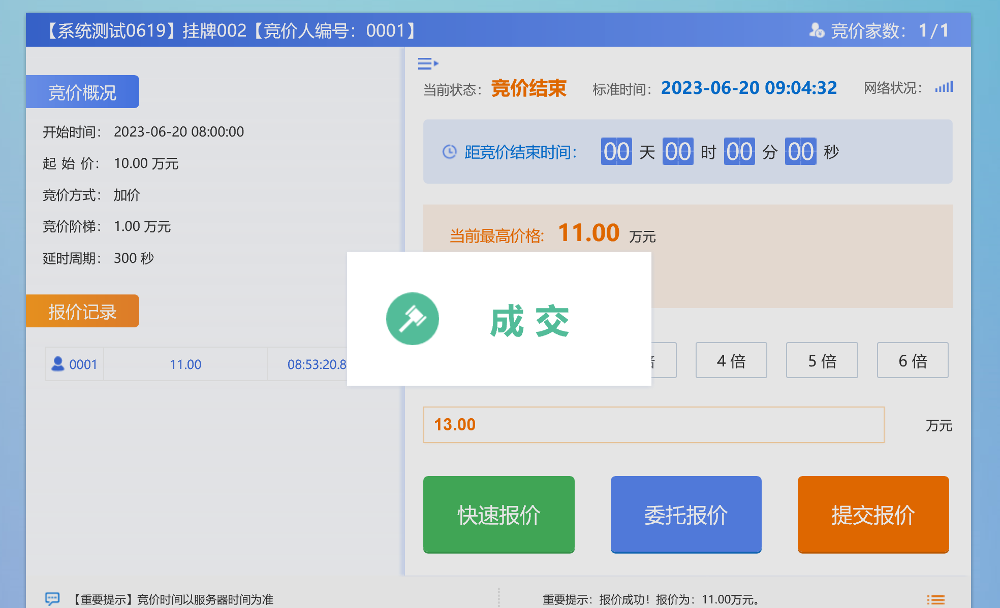 【系统测试0619】挂牌002【竞价人编号：0001】
竞价家数：1/1
竞价概况
开始时间：2023-06-20 08:00:00
起 始 价：10.00 万元
竞价方式：加价
竞价阶梯：1.00 万元
延时周期：300 秒
报价记录
0001 11.00 08:53:20.8
当前状态：竞价结束 标准时间：2023-06-20 09:04:32 网络状况：
距竞价结束时间：00 天 00 时 00 分 00 秒
当前最高价格: 11.00 万元
成 交
4 倍 5 倍 6 倍
13.00 万元
快速报价 委托报价 提交报价
【重要提示】竞价时间以服务器时间为准
重要提示：报价成功！报价为：11.00万元。